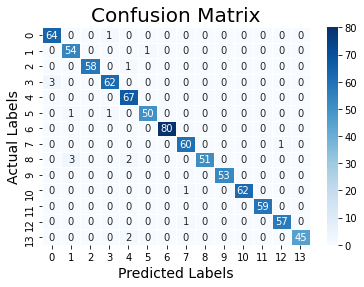 Confusion Matrix
Actual Labels
0 64 0 0 1 0 0 0 0 0 0 0 0 0 0
1 0 54 0 0 0 1 0 0 0 0 0 0 0 0
2 0 0 58 0 1 0 0 0 0 0 0 0 0 0
3 3 0 0 62 0 0 0 0 0 0 0 0 0 0
4 0 0 0 0 67 0 0 0 0 0 0 0 0 0
5 0 1 0 1 0 50 0 0 0 0 0 0 0 0
6 0 0 0 0 0 0 80 0 0 0 0 0 0 0
7 0 0 0 0 0 0 0 60 0 0 0 0 1 0
8 0 3 0 0 2 0 0 0 51 0 0 0 0 0
9 0 0 0 0 0 0 0 0 0 53 0 0 0 0
10 0 0 0 0 0 0 0 1 0 0 62 0 0 0
11 0 0 0 0 0 0 0 0 0 0 0 59 0 0
12 0 0 0 0 0 0 0 1 0 0 0 0 57 0
13 0 0 0 0 2 0 0 0 0 0 0 0 0 45
0 1 2 3 4 5 6 7 8 9 10 11 12 13
Predicted Labels
80
70
60
50
40
30
20
10
0